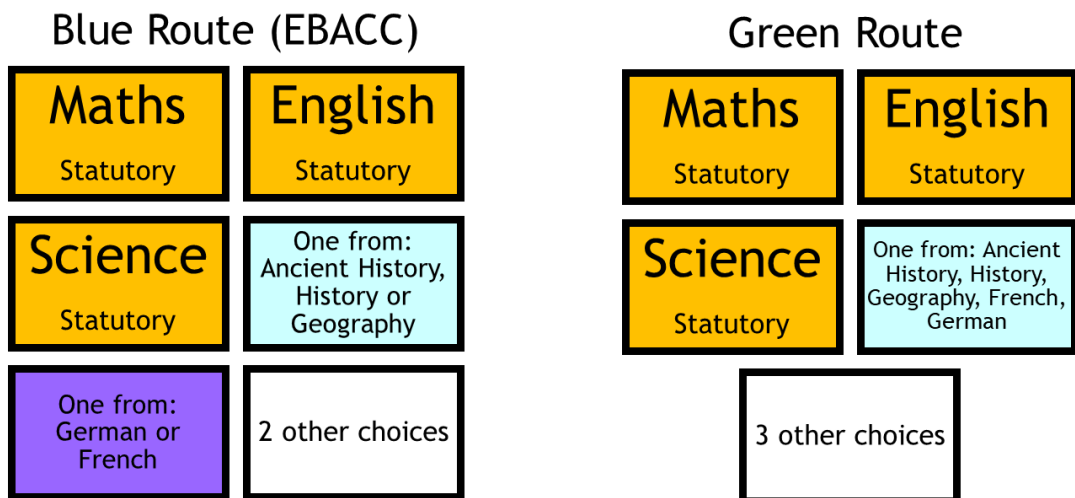 Blue Route (EBACC)
Maths
Statutory
English
Statutory
Science
Statutory
One from:
Ancient History,
History or
Geography
One from:
German or
French
2 other choices
Green Route
Maths
Statutory
English
Statutory
Science
Statutory
One from: Ancient
History, History,
Geography, French,
German
3 other choices